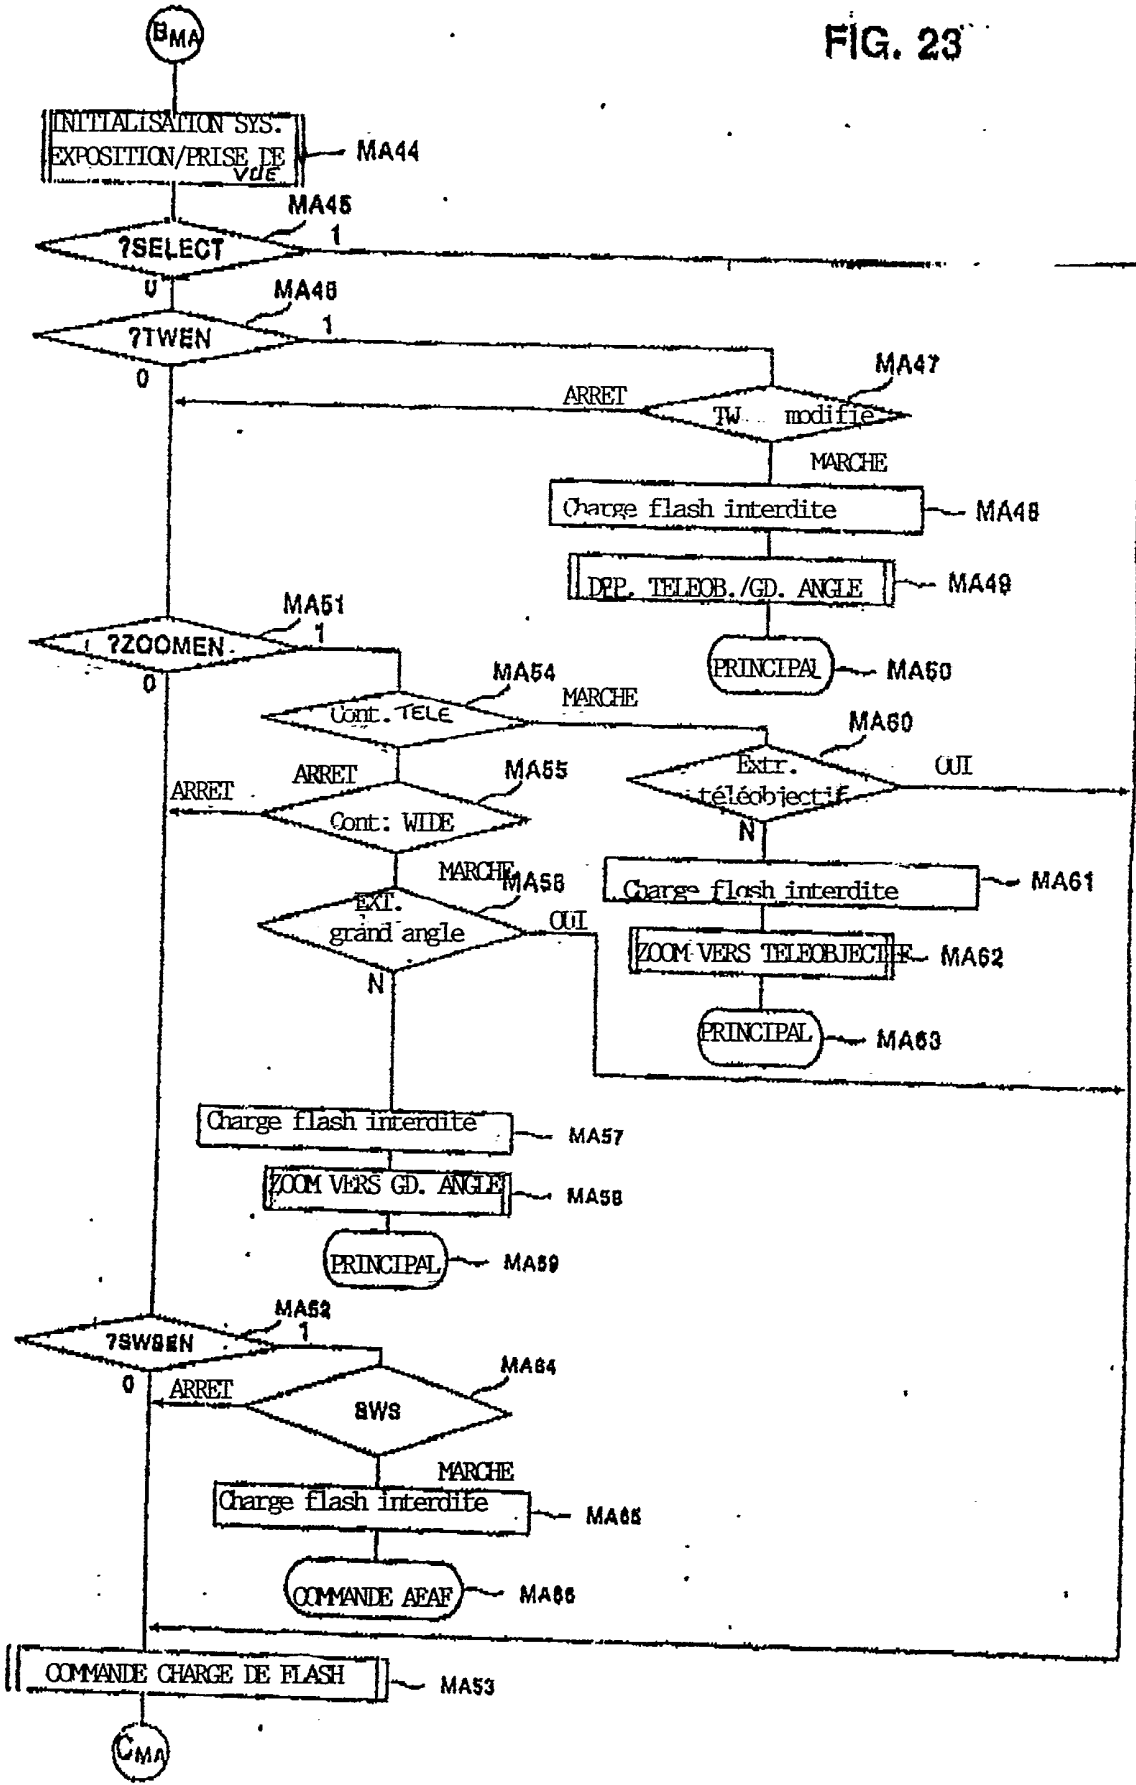 BMA
FIG. 23
INITIALISATION SYS.
EXPOSITION/PRISE DE
VUE
MA44
MA45
?SELECT
1
0
MA46
?TWEN
1
0
MA47
ARRET
TW modifie
MARCHE
Charge flash interdite
MA48
DEP. TELEOB./GD. ANGLE
MA49
MA51
?ZOOMEN
1
0
PRINCIPAL
MA50
MA54
Cont. TELE
MARCHE
MA60
Extr.
téléobjectif
OUI
N
ARRET
MA55
ARRET
Cont: WIDE
MARCHE
MA56
EXT.
grand angle
OUI
N
Charge flash interdite
MA61
ZOOM VERS TELEOBJECTIF
MA62
PRINCIPAL
MA63
Charge flash interdite
MA57
ZOOM VERS GD. ANGLE
MA58
PRINCIPAL
MA59
MA52
?SWSEN
1
0
MA64
ARRET
SWS
MARCHE
Charge flash interdite
MA65
COMMANDE AEAF
MA66
COMMANDE CHARGE DE FLASH
MA53
CMA